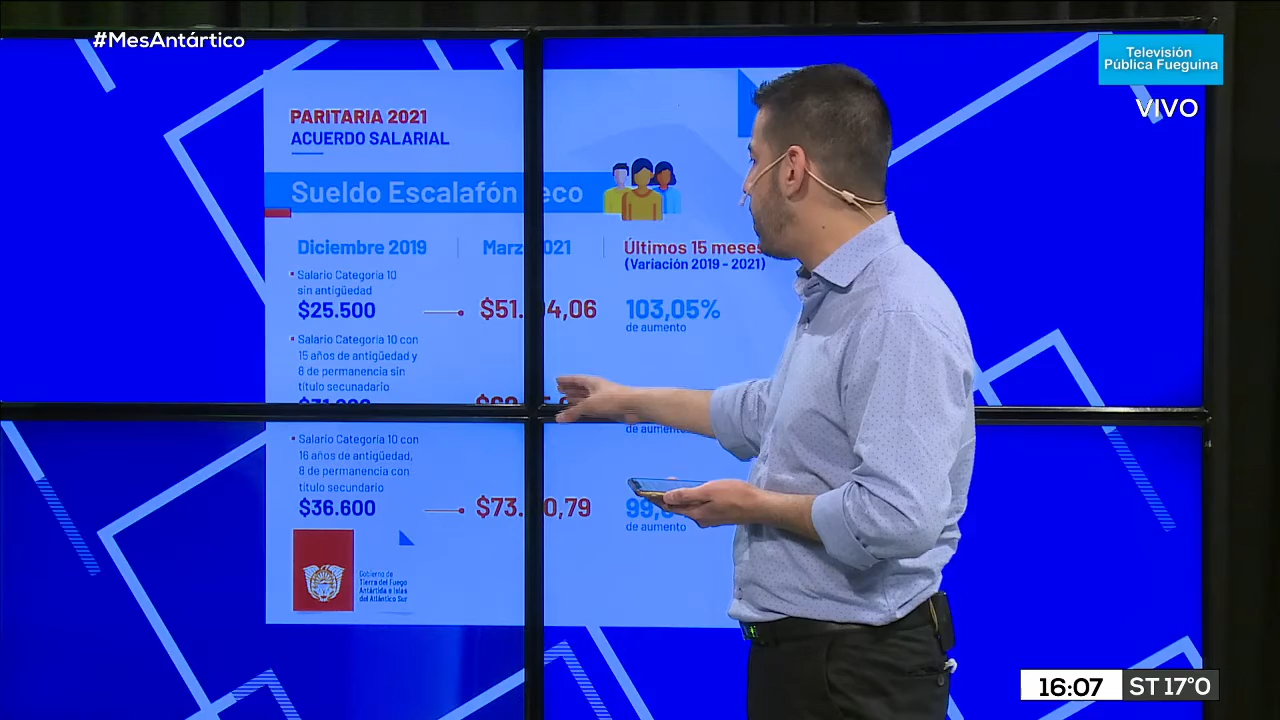 #MesAntártico
Televisión
Pública Fueguina
VIVO
PARITARIA 2021
ACUERDO SALARIAL
Sueldo Escalafón eco
Diciembre 2019
Salario Categoría 10
sin antigüedad
$25.500
103,05%
de aumento
Últimos 15 meses
(Variación 2019 - 2021)
Salario Categoría 10 con
15 años de antigüedad y
8 de permanencia sin
título secunadario
de aumento
Salario Categoría 10 con
16 años de antigüedad,
8 de permanencia con
título secundario
$36.600
de aumento
Gobierno de
Tierra del Fuego
Antártida e Islas
del Atlántico Sur
16:07
ST 17°0